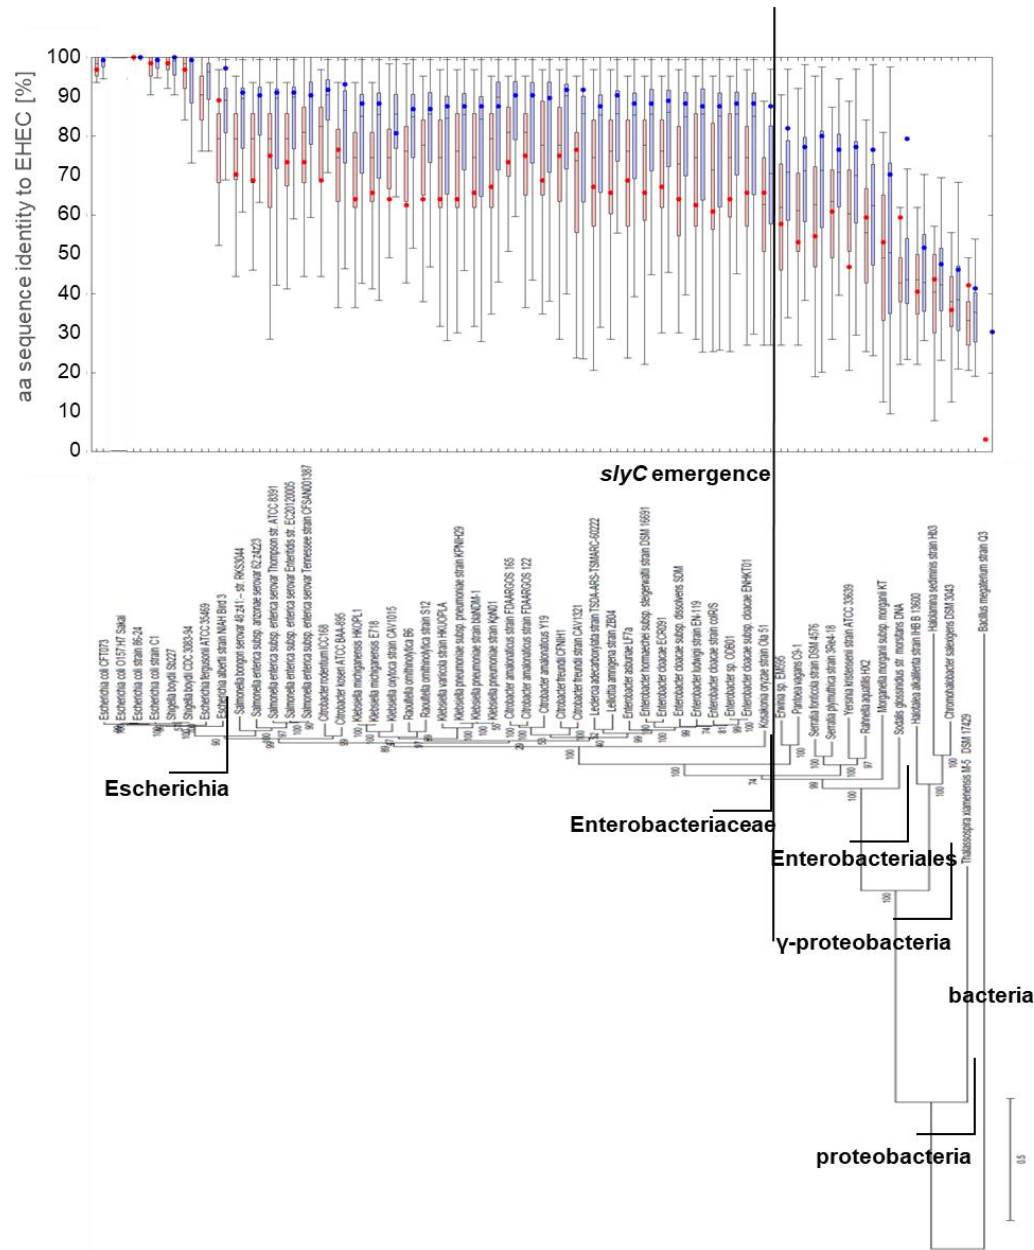 aa sequence identity to EHEC [%]
100
90
80
70
60
50
40
30
20
10
0
slyC emergence
Escherichia coli CFT073
Escherichia coli O157:H7 Sakai
Escherichia coli strain 86-24
Escherichia coli strain C1
Shigella boydii Sb227
Shigella boydii CDC 3083-94
Escherichia fergusonii ATCC 35469
Escherichia albertii strain NIAH Bird 3
Salmonella bongori serovar 48:z41:- str. RKS3044
Salmonella enterica subsp. arizonae serovar 62:z4:z23
Salmonella enterica subsp. enterica serovar Thompson str. ATCC 8391
Salmonella enterica subsp. enterica serovar Enteritidis str. EC20120005
Salmonella enterica subsp. enterica serovar Tennessee strain CFSAN001387
Citrobacter rodentium ICC168
Citrobacter koseri ATCC BAA-895
Klebsiella michiganensis HKOPL1
Klebsiella michiganensis E718
Klebsiella oxytoca strain CAV1015
Raoultella ornithinolytica B6
Raoultella ornithinolytica strain S12
Klebsiella variicola strain HKUOPLA
Klebsiella pneumoniae subsp. pneumoniae strain KPNIH29
Klebsiella pneumoniae strain blaNDM-1
Klebsiella pneumoniae strain KpN01
Citrobacter amalonaticus strain FDAARGOS 165
Citrobacter amalonaticus strain FDAARGOS 122
Citrobacter amalonaticus Y19
Citrobacter freundii CFNIH1
Citrobacter freundii strain CAV1321
Leclercia adecarboxylata strain USDA-ARS-USMARC-60222
Lelliottia amnigena strain ZB04
Enterobacter asburiae L1
Enterobacter hormaechei subsp. steigerwaltii strain DSM 16691
Enterobacter cloacae ECR091
Enterobacter cloacae subsp. dissolvens SDM
Enterobacter ludwigii strain EN-119
Enterobacter cloacae strain colR/S
Enterobacter sp. ODB01
Enterobacter cloacae subsp. cloacae ENHKT01
Kosakonia oryzae strain Ola 51
Erwinia sp. EM595
Pantoea vagans C9-1
Serratia fonticola strain DSM 4576
Serratia plymuthica strain 3Re4-18
Yersinia kristensenii strain ATCC 33639
Rahnella aquatilis HX2
Morganella morganii subsp. morganii KT
Sodalis glossinidius str. morsitans DNA
Halotalea alkalilenta strain IHB B 13600
Halokalmia sediminis strain Hb3
Chromohalobacter salexigens DSM 3043
Thalassospira xiamenensis M-5 DSM 17429
Bacillus megaterium strain Q3
Escherichia
Enterobacteriaceae
Enterobacteriales
γ-proteobacteria
bacteria
proteobacteria
0.5